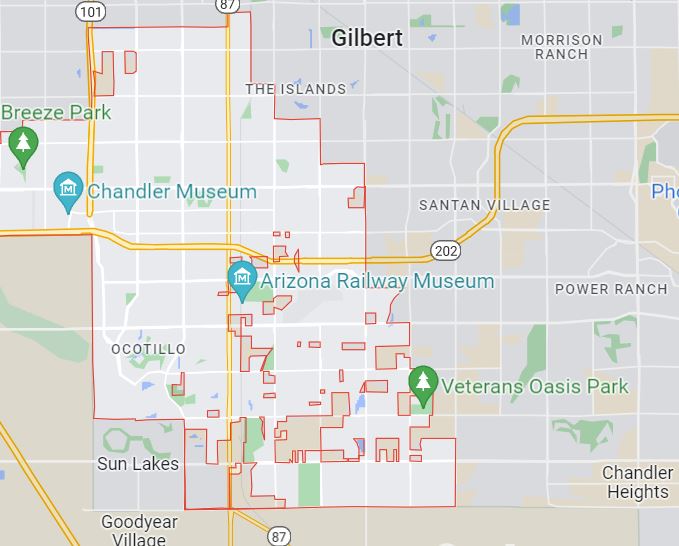 101
87
Gilbert
MORRISON
RANCH
THE ISLANDS
Breeze Park
Chandler Museum
Pho
SANTAN VILLAGE
202
Arizona Railway Museum
POWER RANCH
OCOTILLO
Veterans Oasis Park
Sun Lakes
Chandler
Heights
Goodyear
Village
87